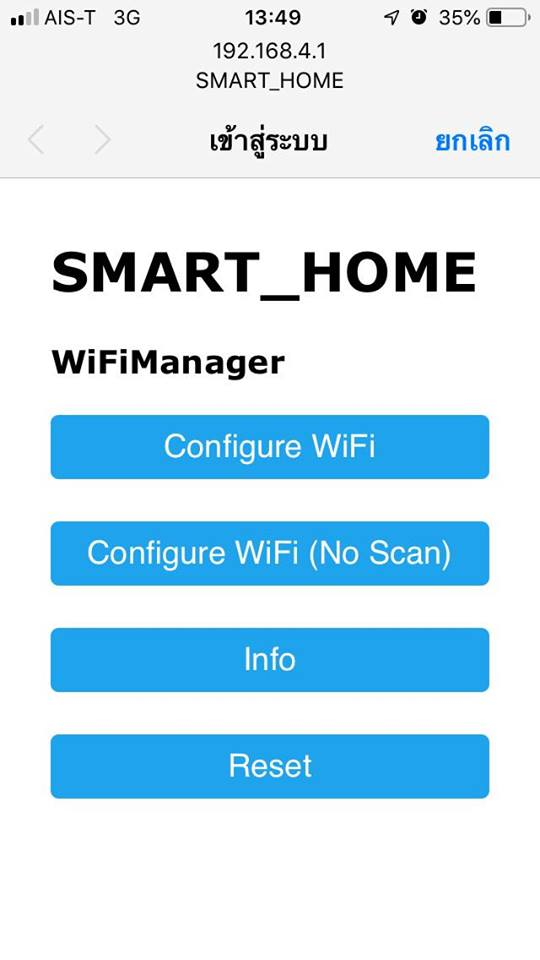 AIS-T 3G 13:49 35%
192.168.4.1
SMART_HOME
เข้าสู่ระบบ ยกเลิก
SMART_HOME
WiFiManager
Configure WiFi
Configure WiFi (No Scan)
Info
Reset